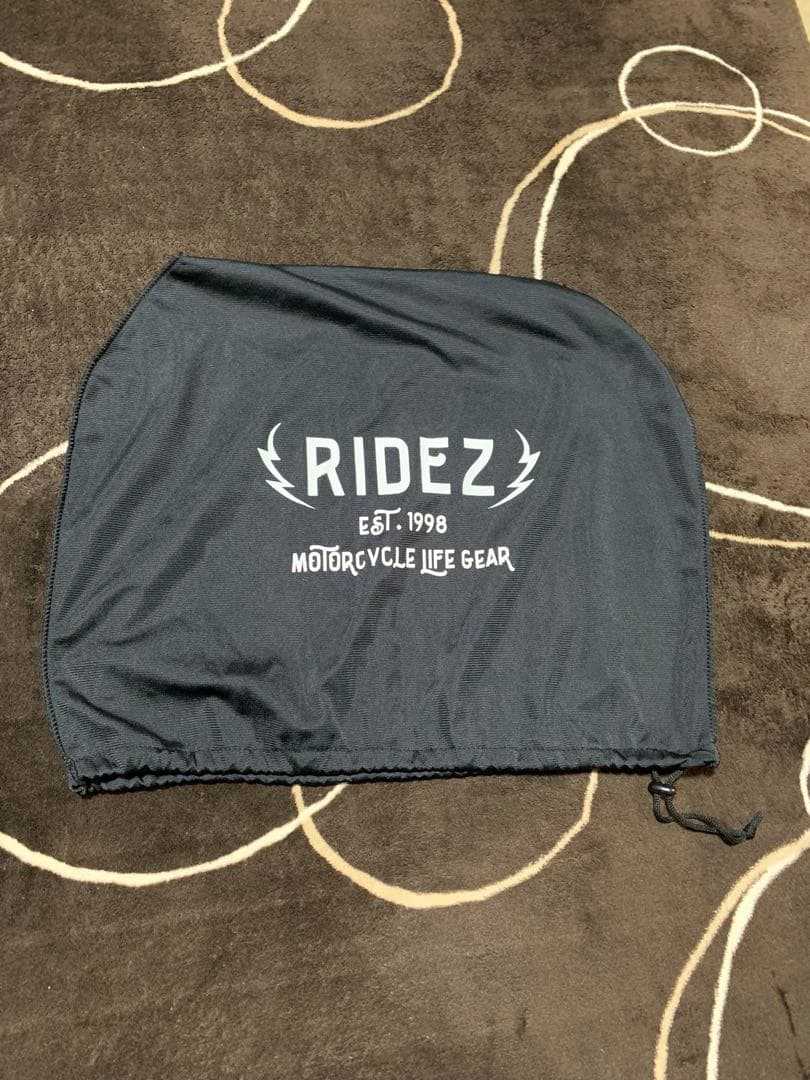 RIDEZ
EST. 1998
MOTORCYCLE LIFE GEAR